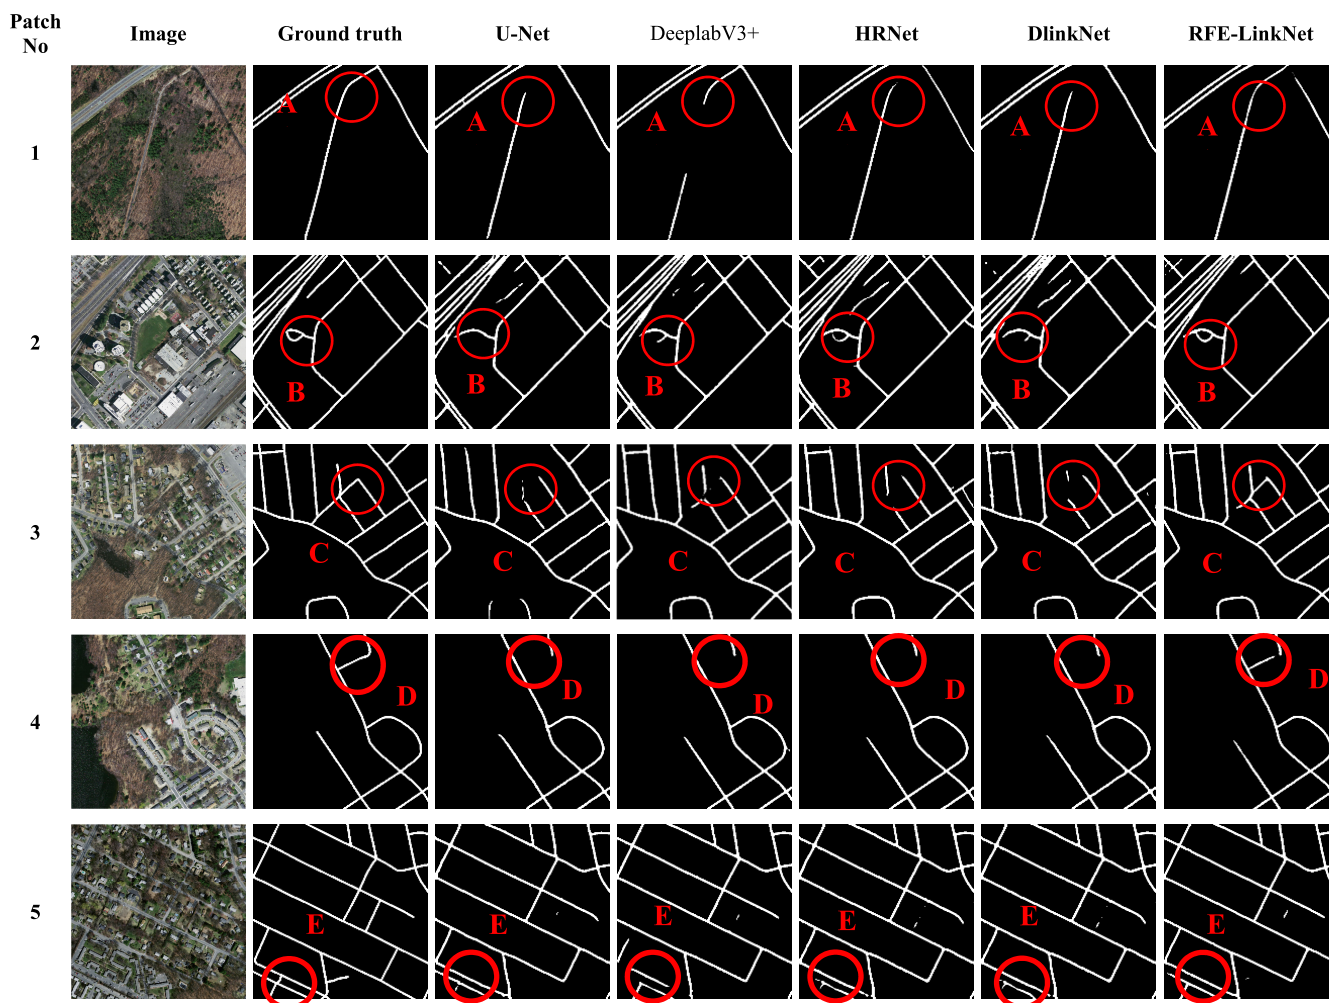 Patch No Image Ground truth U-Net DeeplabV3+ HRNet DlinkNet RFE-LinkNet
1 A A A A A A
2 B B B B B B
3 C C C C C C
4 D D D D D D
5 E E E E E E